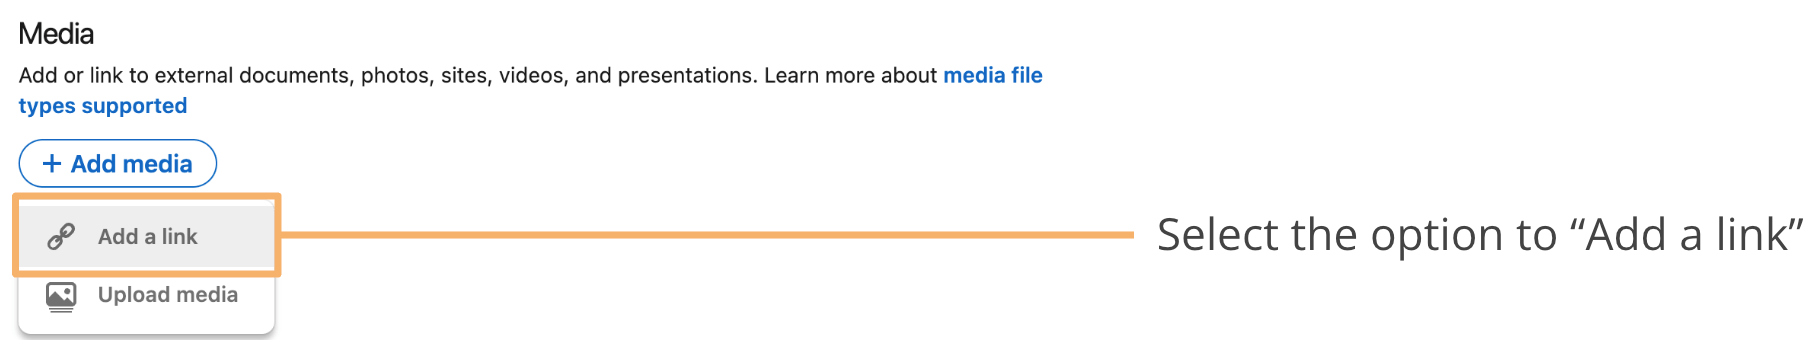 Media
Add or link to external documents, photos, sites, videos, and presentations. Learn more about media file
types supported
+ Add media
Add a link
Select the option to “Add a link”
Upload media